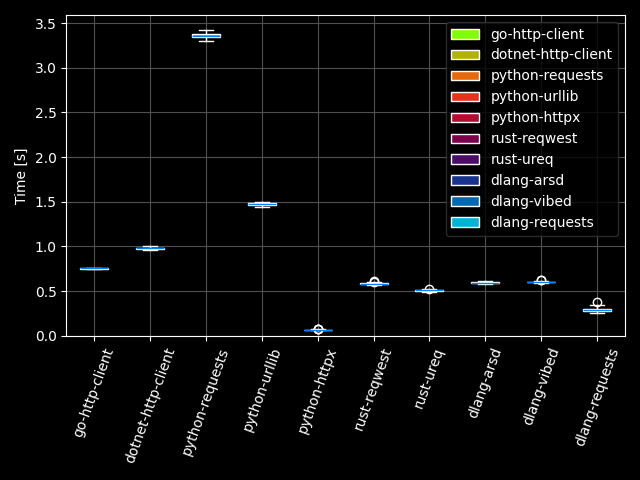 3.5
3.0
2.5
2.0
1.5
1.0
0.5
0.0
Time [s]
go-http-client
dotnet-http-client
python-requests
python-urllib
python-httpx
rust-reqwest
rust-ureq
dlang-arsd
dlang-vibed
dlang-requests
go-http-client
dotnet-http-client
python-requests
python-urllib
python-httpx
rust-reqwest
rust-ureq
dlang-arsd
dlang-vibed
dlang-requests